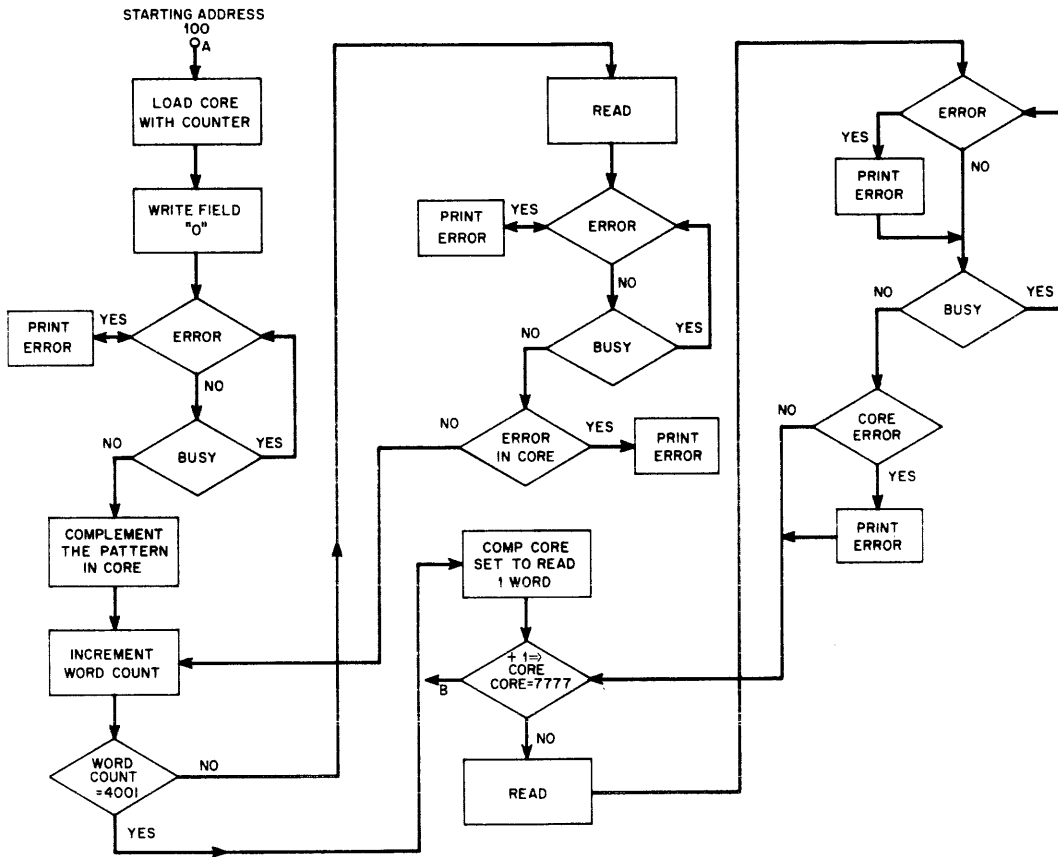 STARTING ADDRESS
100
A
LOAD CORE
WITH COUNTER
WRITE FIELD
"O"
PRINT
ERROR
YES
ERROR
NO
NO
BUSY
YES
COMPLEMENT
THE PATTERN
IN CORE
INCREMENT
WORD COUNT
WORD
COUNT
=4001
NO
YES
READ
PRINT
ERROR
YES
ERROR
NO
NO
BUSY
YES
NO
ERROR
IN CORE
YES
PRINT
ERROR
COMP CORE
SET TO READ
1 WORD
+ 1⇒
CORE
CORE=7777
B
NO
READ
ERROR
YES
NO
PRINT
ERROR
NO
BUSY
YES
NO
CORE
ERROR
YES
PRINT
ERROR